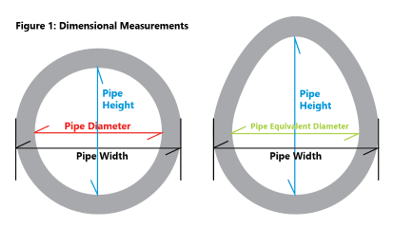 Figure 1: Dimensional Measurements
Pipe
Height
Pipe Diameter
Pipe Width
Pipe
Height
Pipe Equivalent Diameter
Pipe Width